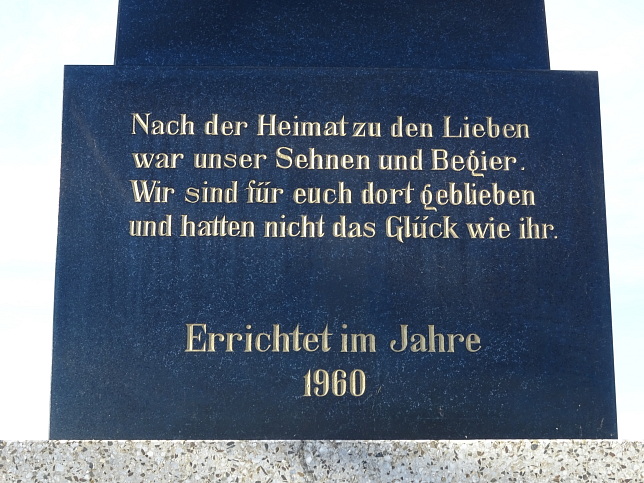 Nach der Heimat zu den Lieben
war unser Sehnen und Begier.
Wir sind für euch dort geblieben
und hatten nicht das Glück wie ihr.
Errichtet im Jahre
1960